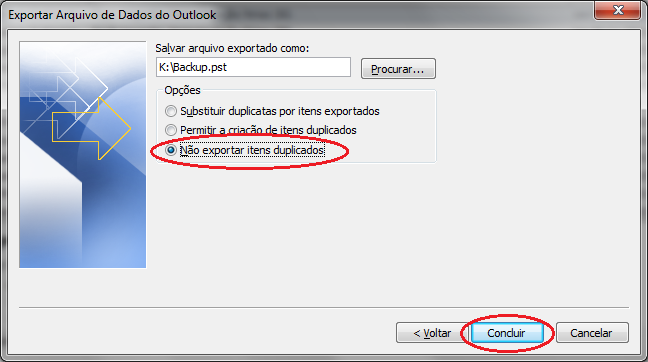 Exportar Arquivo de Dados do Outlook
Salvar arquivo exportado como:
K:\Backup.pst
Procurar...
Opções
Substituir duplicatas por itens exportados
Permitir a criação de itens duplicados
Não exportar itens duplicados
< Voltar
Concluir
Cancelar